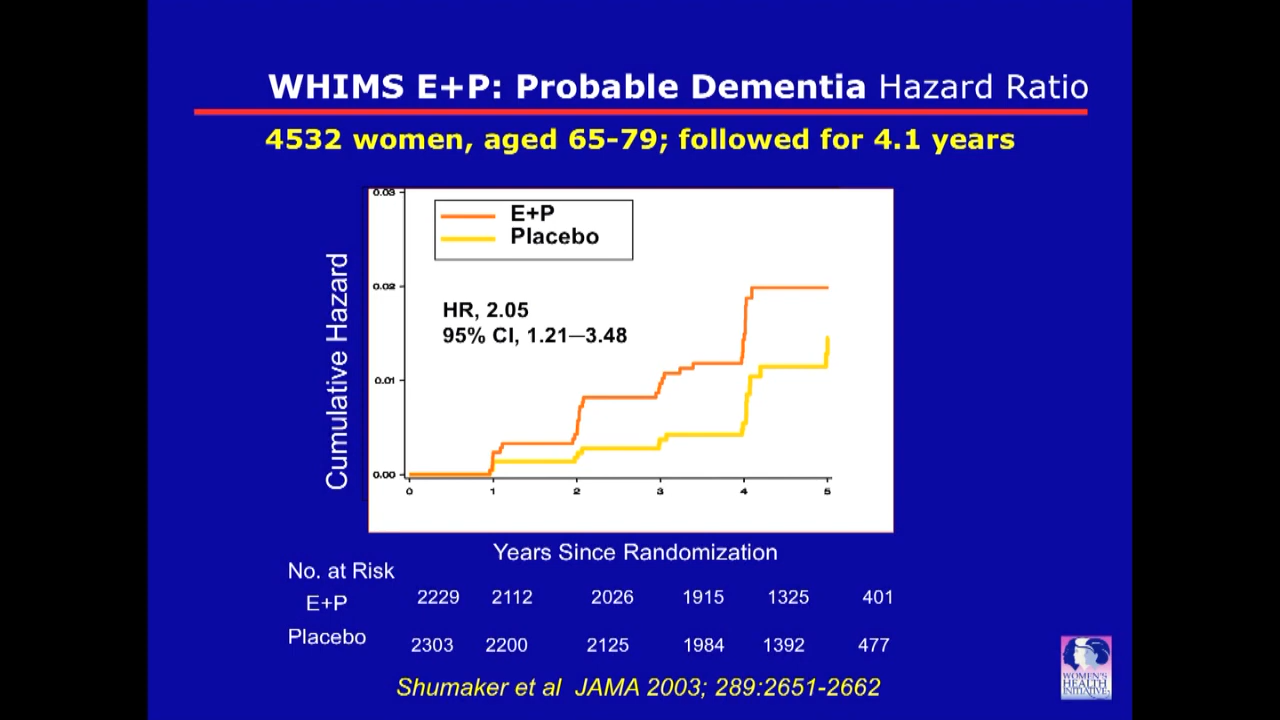 WHIMS E+P: Probable Dementia Hazard Ratio
4532 women, aged 65-79; followed for 4.1 years
0.03
0.02
0.01
0.00
Cumulative Hazard
E+P
Placebo
HR, 2.05
95% CI, 1.21—3.48
0 1 2 3 4 5
Years Since Randomization
No. at Risk
E+P 2229 2112 2026 1915 1325 401
Placebo 2303 2200 2125 1984 1392 477
Shumaker et al JAMA 2003; 289:2651-2662
WOMEN'S
HEALTH
INITIATIVE